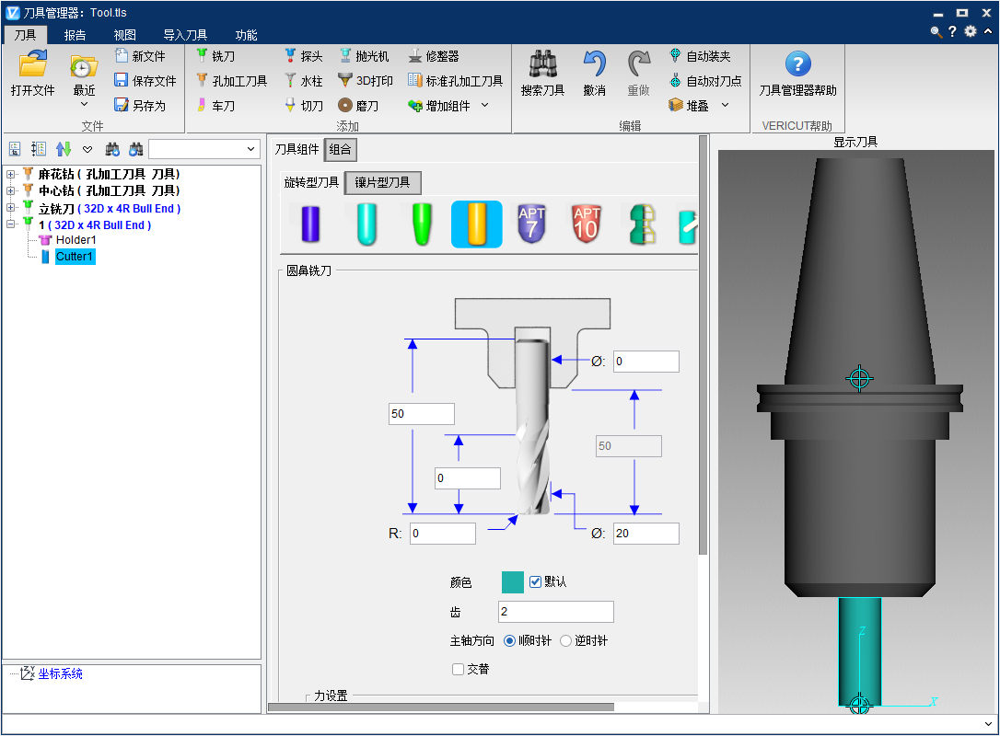 刀具管理器：Tool.tls
刀具 报告 视图 导入刀具 功能
打开文件 最近 新文件 保存文件 另存为
文件
铣刀 探头 抛光机 修整器
孔加工刀具 水柱 3D打印 标准孔加工刀具
车刀 切刀 磨刀 增加组件
添加
搜索刀具 撤消 重做 自动装夹 自动对刀点 堆叠
编辑
刀具管理器帮助
VERICUT帮助
麻花钻 ( 孔加工刀具 刀具)
中心钻 ( 孔加工刀具 刀具)
立铣刀 ( 32D x 4R Bull End )
1 ( 32D x 4R Bull End )
Holder1
Cutter1
坐标系统
刀具组件 组合
旋转型刀具 镶片型刀具
APT 7 APT 10
圆鼻铣刀
Ø: 0
50
50
0
R: 0
Ø: 20
颜色 默认
齿 2
主轴方向 顺时针 逆时针
交替
力设置
显示刀具
Z
X